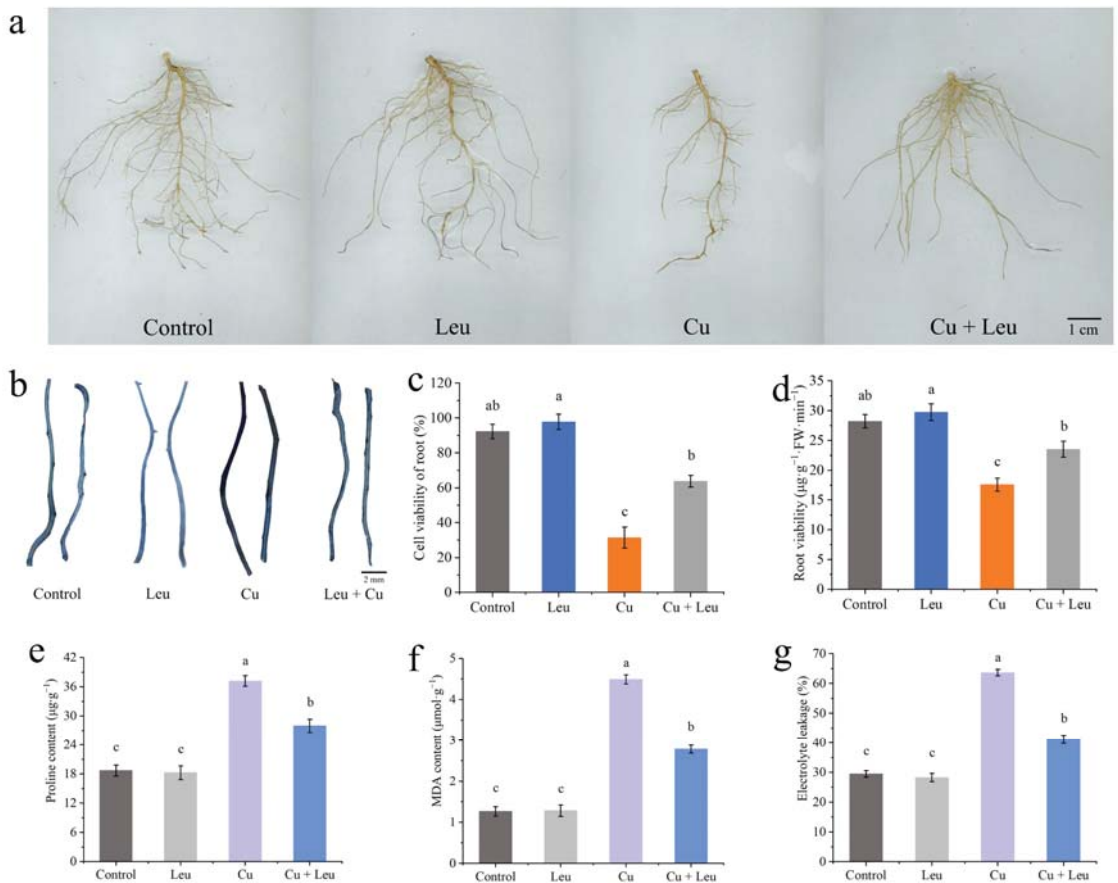 a
Control
Leu
Cu
Cu + Leu
1 cm
b
Control
Leu
Cu
Leu + Cu
2 mm
c
Cell viability of root (%)
120
100
80
60
40
20
0
ab
a
c
b
Control
Leu
Cu
Cu + Leu
d
Root viability (µg·g⁻¹·FW·min⁻¹)
35
30
25
20
15
10
5
0
ab
a
c
b
Control
Leu
Cu
Cu + Leu
e
Proline content (µg·g⁻¹)
42
36
30
24
18
12
6
0
c
c
a
b
Control
Leu
Cu
Cu + Leu
f
MDA content (µmol·g⁻¹)
5
4
3
2
1
0
c
c
a
b
Control
Leu
Cu
Cu + Leu
g
Electrolyte leakage (%)
70
60
50
40
30
20
10
0
c
c
a
b
Control
Leu
Cu
Cu + Leu